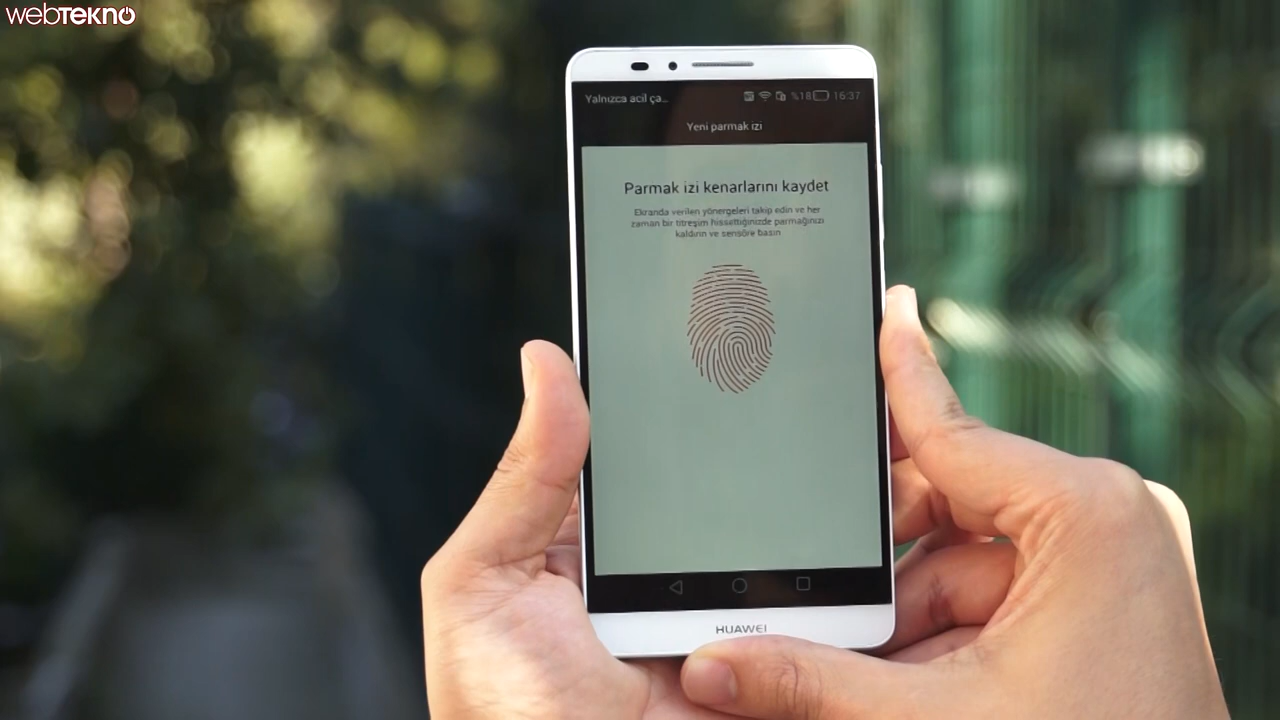 webtekno
Yalnızca acil ça...
%18 16:37
Yeni parmak izi
Parmak izi kenarlarını kaydet
Ekranda verilen yönergeleri takip edin ve her
zaman bir titreşim hissettiğinizde parmağınızı
kaldırın ve sensöre basın
HUAWEI